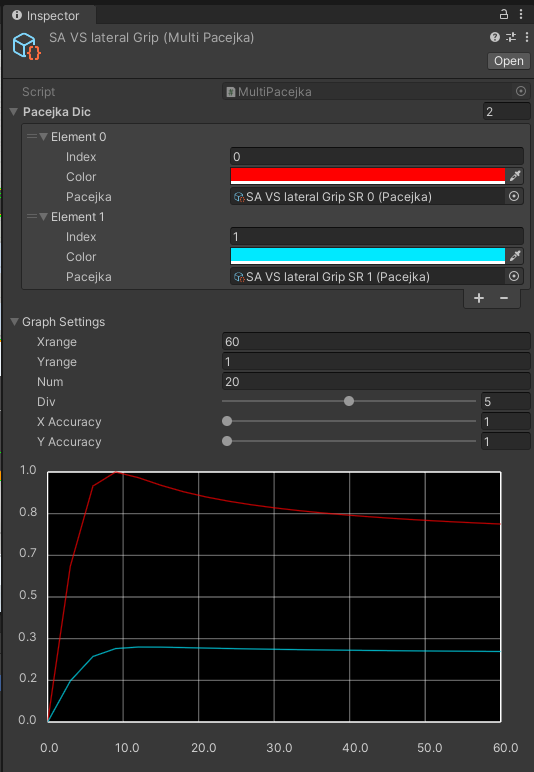 Inspector
SA VS lateral Grip (Multi Pacejka)
Open
Script MultiPacejka
Pacejka Dic 2
Element 0
Index 0
Color
Pacejka SA VS lateral Grip SR 0 (Pacejka)
Element 1
Index 1
Color
Pacejka SA VS lateral Grip SR 1 (Pacejka)
+ −
Graph Settings
Xrange 60
Yrange 1
Num 20
Div 5
X Accuracy 1
Y Accuracy 1
1.0
0.8
0.7
0.5
0.3
0.2
0.0
0.0 10.0 20.0 30.0 40.0 50.0 60.0